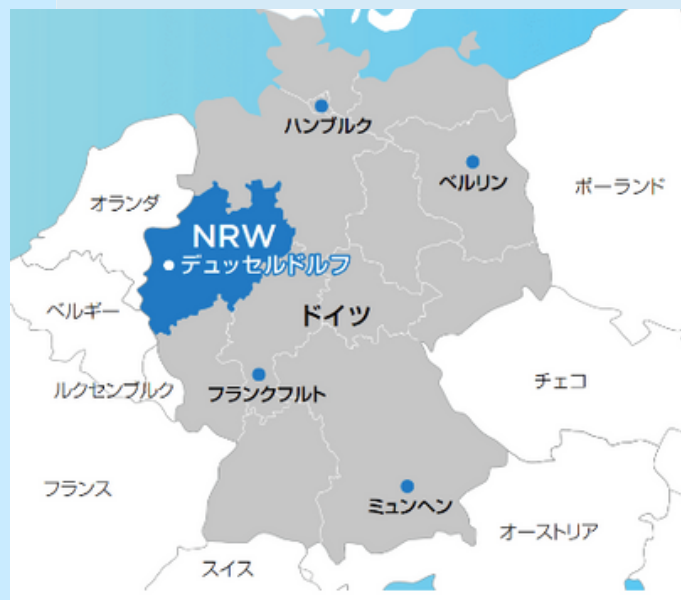 ハンブルク
ベルリン
ポーランド
オランダ
NRW
デュッセルドルフ
ベルギー
ドイツ
ルクセンブルク
フランクフルト
チェコ
フランス
ミュンヘン
オーストリア
スイス